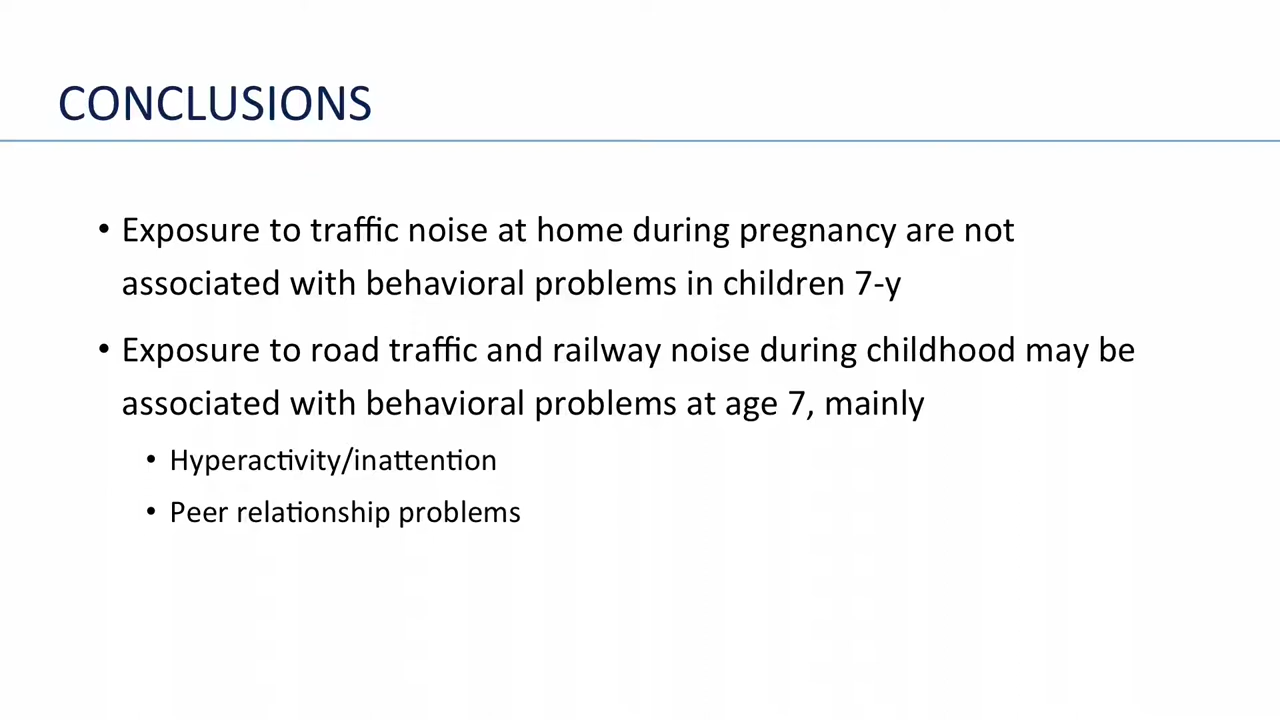 CONCLUSIONS
• Exposure to traffic noise at home during pregnancy are not
associated with behavioral problems in children 7-y
• Exposure to road traffic and railway noise during childhood may be
associated with behavioral problems at age 7, mainly
• Hyperactivity/inattention
• Peer relationship problems